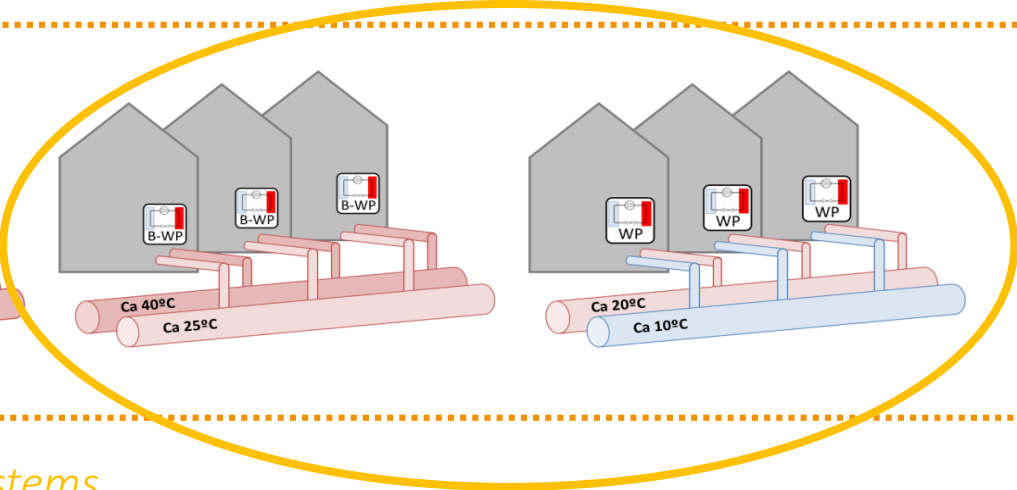 B-WP
B-WP
B-WP
Ca 40ºC
Ca 25ºC
WP
WP
WP
Ca 20ºC
Ca 10ºC
stems